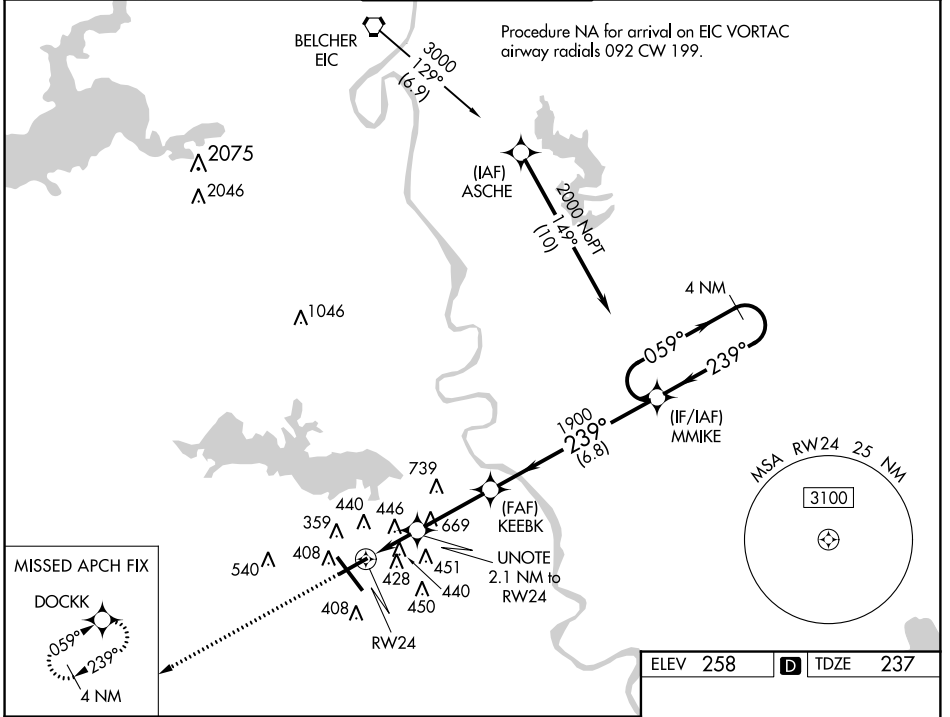 BELCHER
EIC
3000
129°
(6.9)
Procedure NA for arrival on EIC VORTAC
airway radials 092 CW 199.
2075
2046
(IAF)
ASCHE
2000 NoPT
149°
(10)
4 NM
059°
239°
1046
1900
239°
(6.8)
(IF/IAF)
MMIKE
MSA RW24 25 NM
3100
739
440
446
359
669
(FAF)
KEEBK
408
540
428
451
440
UNOTE
2.1 NM to
RW24
408
450
RW24
MISSED APCH FIX
DOCKK
059°
239°
4 NM
ELEV 258
D
TDZE 237